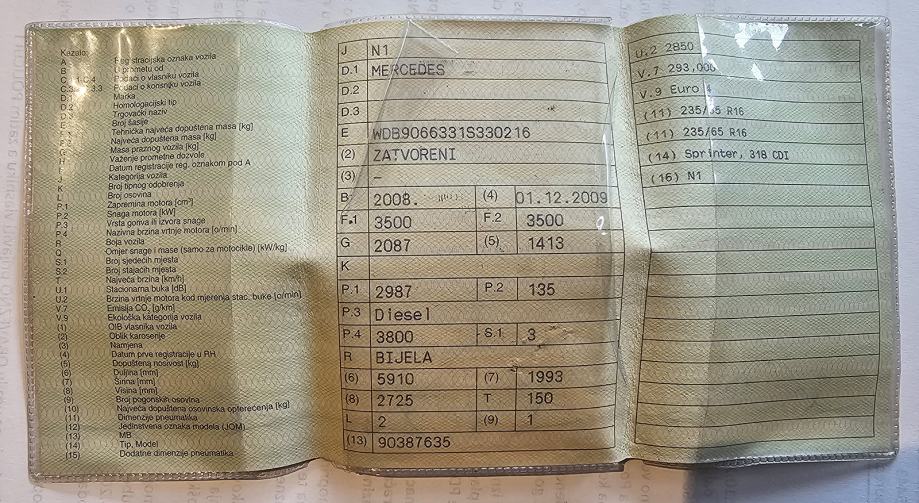 Kazalo:
A Registracijska oznaka vozila
B U prometu od
C Podaci o vlasniku vozila
Podaci o korisniku vozila
D.1 Marka
D.2 Homologacijski tip
D.3 Trgovački naziv
E Broj šasije
F.1 Tehnička najveća dopuštena masa [kg]
F.2 Najveća dopuštena masa [kg]
G Masa praznog vozila [kg]
H Važenje prometne dozvole
Datum registracije reg. oznakom pod A
J Kategorija vozila
K Broj tipnog odobrenja
L Broj osovina
P.1 Zapremina motora [cm³]
P.2 Snaga motora [kW]
P.3 Vrsta goriva ili izvora snage
P.4 Nazivna brzina vrtnje motora [o/min]
R Boja vozila
Q Omjer snage i mase (samo za motocikle) [kW/kg]
S.1 Broj sjedećih mjesta
S.2 Broj stajaćih mjesta
T Najveća brzina [km/h]
U.1 Stacionarna buka [dB]
U.2 Brzina vrtnje motora kod mjerenja stac. buke [o/min]
V.7 Emisija CO₂ [g/km]
V.9 Ekološka kategorija vozila
(1) OIB vlasnika vozila
(2) Oblik karoserije
(3) Namjena
(4) Datum prve registracije u RH
(5) Dopuštena nosivost [kg]
(6) Duljina [mm]
(7) Širina [mm]
(8) Visina [mm]
(9) Broj pogonskih osovina
(10) Najveća dopuštena osovinska opterećenja [kg]
(11) Dimenzije pneumatika
(12) Jedinstvena oznaka modela (JOM)
(13) MB
(14) Tip, Model
(15) Dodatne dimenzije pneumatika
J N1
D.1 MERCEDES
D.2
D.3
E WDB9066331S330216
(2) ZATVORENI
(3) –
B 2008. (4) 01.12.2009
F.1 3500 F.2 3500
G 2087 (5) 1413
K
P.1 2987 P.2 135
P.3 Diesel
P.4 3800 S.1 3
R BIJELA
(6) 5910 (7) 1993
(8) 2725 T 150
L 2 (9) 1
(13) 90387635
U.2 2850
V.7 293,000
V.9 Euro 4
(11) 235/65 R16
(11) 235/65 R16
(14) Sprinter, 318 CDI
(16) N1